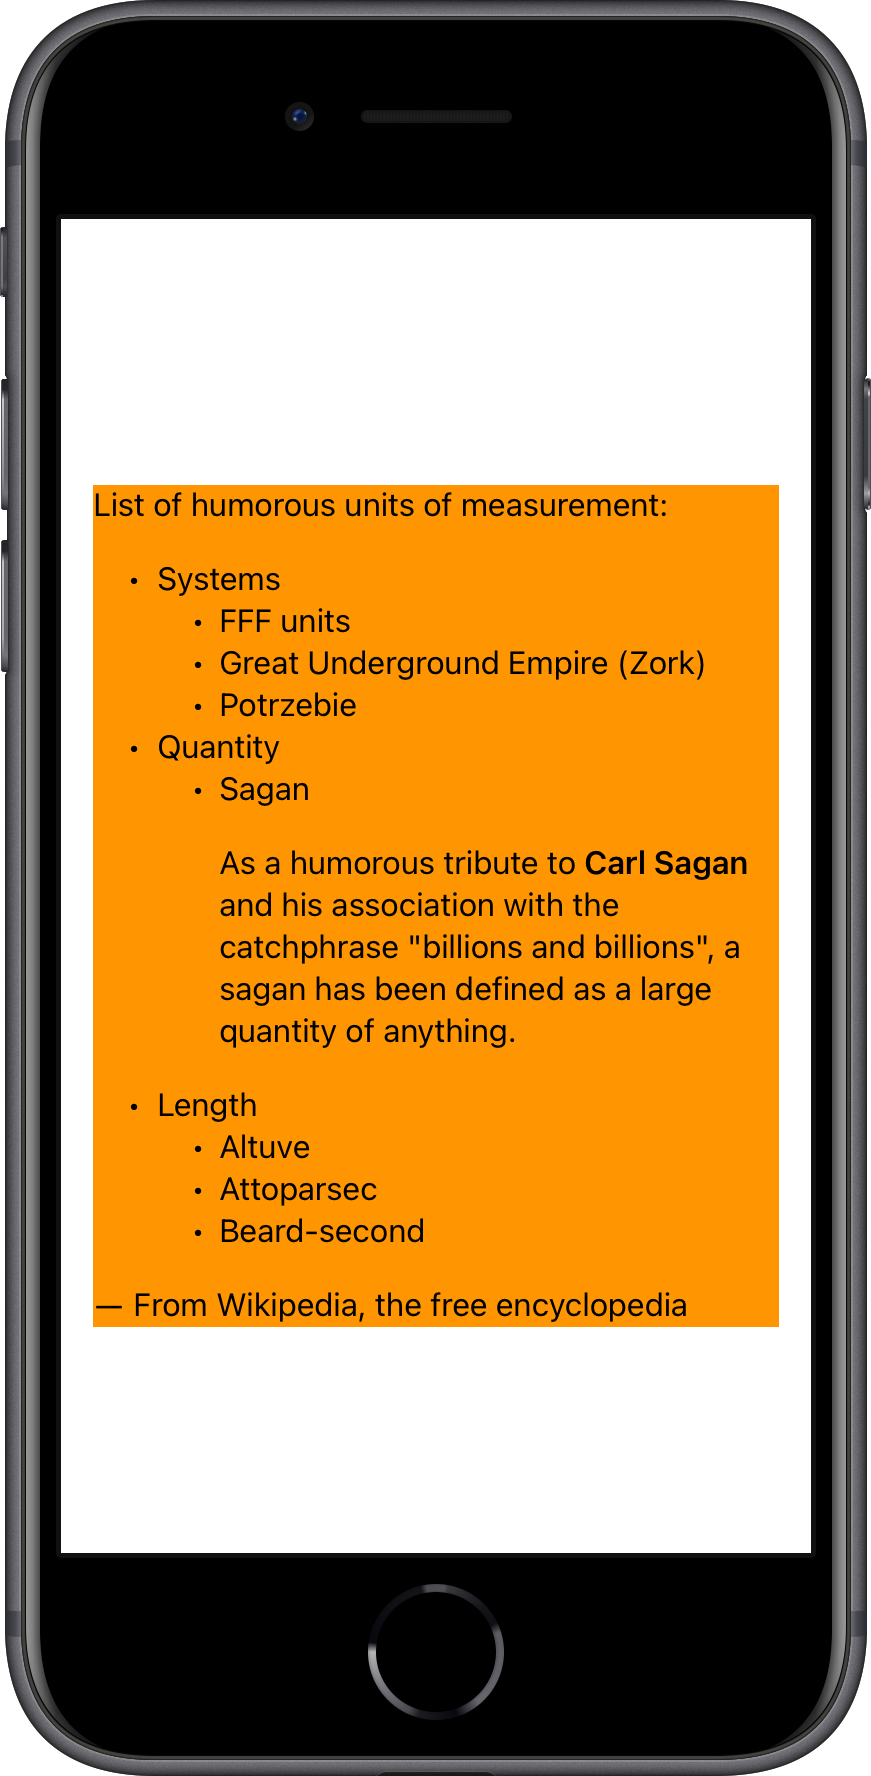 List of humorous units of measurement:
• Systems
• FFF units
• Great Underground Empire (Zork)
• Potrzebie
• Quantity
• Sagan
As a humorous tribute to Carl Sagan
and his association with the
catchphrase "billions and billions", a
sagan has been defined as a large
quantity of anything.
• Length
• Altuve
• Attoparsec
• Beard-second
— From Wikipedia, the free encyclopedia